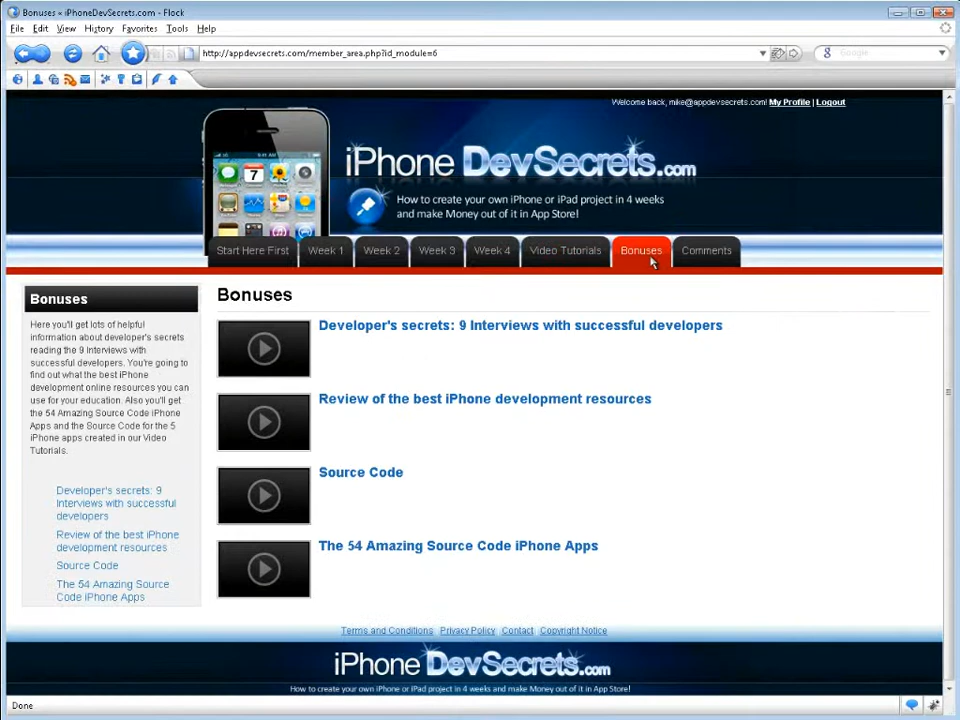 Bonuses « iPhoneDevSecrets.com - Flock
File Edit View History Favorites Tools Help
http://appdevsecrets.com/member_area.php?id_module=6
Google
Welcome back, mike@appdevsecrets.com! My Profile | Logout
iPhone DevSecrets.com
How to create your own iPhone or iPad project in 4 weeks
and make Money out of it in App Store!
Start Here First Week 1 Week 2 Week 3 Week 4 Video Tutorials Bonuses Comments
Bonuses
Here you'll get lots of helpful
information about developer's secrets
reading the 9 Interviews with
successful developers. You're going to
find out what the best iPhone
development online resources you can
use for your education. Also you'll get
the 54 Amazing Source Code iPhone
Apps and the Source Code for the 5
iPhone apps created in our Video
Tutorials.
Developer's secrets: 9
Interviews with successful
developers
Review of the best iPhone
development resources
Source Code
The 54 Amazing Source
Code iPhone Apps
Bonuses
Developer's secrets: 9 Interviews with successful developers
Review of the best iPhone development resources
Source Code
The 54 Amazing Source Code iPhone Apps
Terms and Conditions Privacy Policy Contact Copyright Notice
iPhone DevSecrets.com
How to create your own iPhone or iPad project in 4 weeks and make Money out of it in App Store!
Done